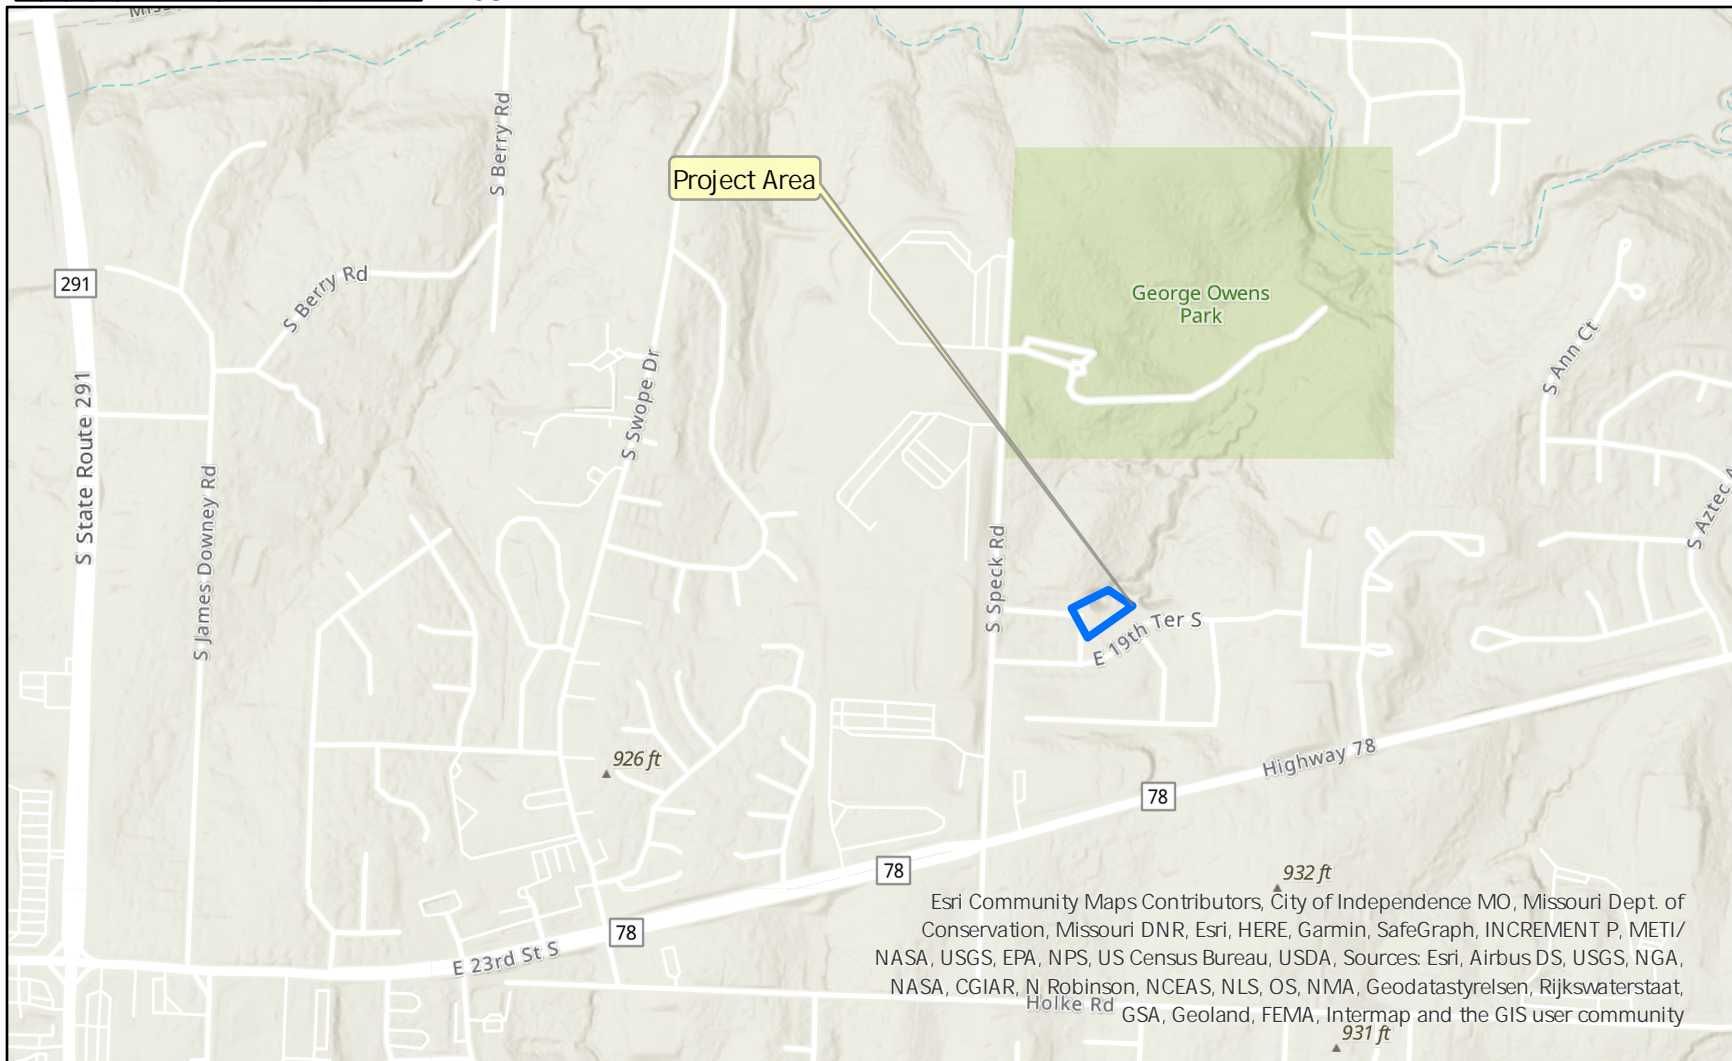 S Berry Rd
Project Area
291
S Berry Rd
George Owens
Park
S Ann Ct
S Swope Dr
S State Route 291
S James Downey Rd
S Speck Rd
E 19th Ter S
926 ft
Highway 78
78
78
932 ft
78
E 23rd St S
Holke Rd
931 ft
Esri Community Maps Contributors, City of Independence MO, Missouri Dept. of
Conservation, Missouri DNR, Esri, HERE, Garmin, SafeGraph, INCREMENT P, METI/
NASA, USGS, EPA, NPS, US Census Bureau, USDA, Sources: Esri, Airbus DS, USGS, NGA,
NASA, CGIAR, N Robinson, NCEAS, NLS, OS, NMA, Geodatastyrelsen, Rijkswaterstaat,
GSA, Geoland, FEMA, Intermap and the GIS user community
S Aztec